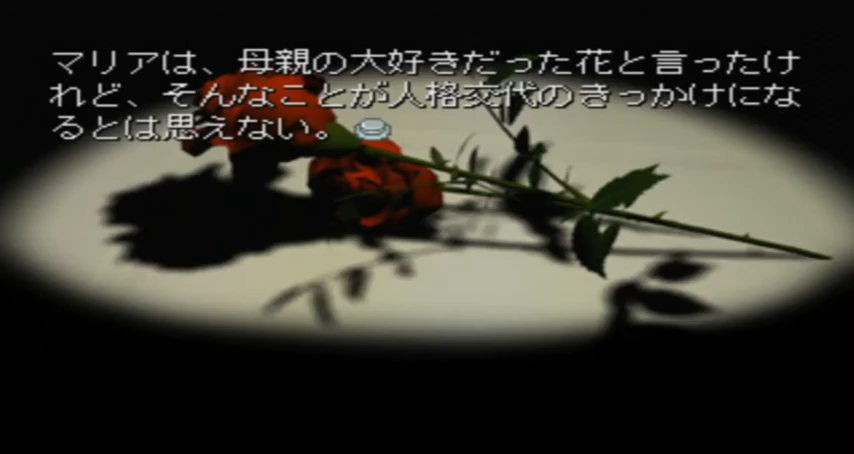 マリアは、母親の大好きだった花と言ったけ
れど、そんなことが人格交代のきっかけにな
るとは思えない。